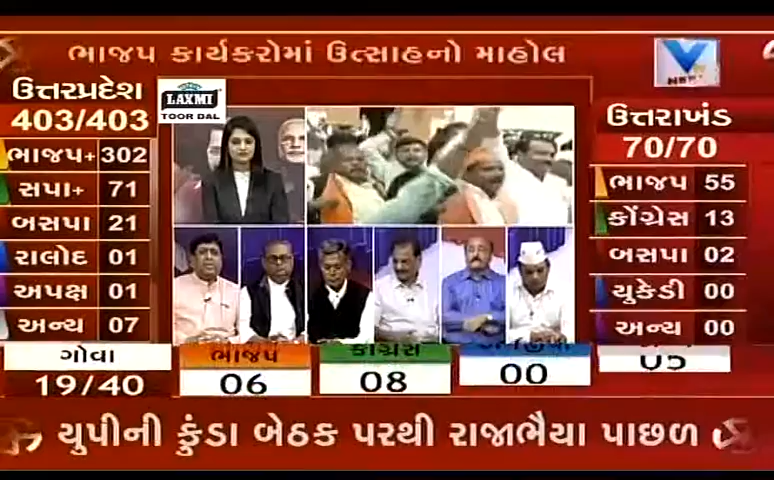 ભાજપ કાર્યકરોમાં ઉત્સાહનો માહોલ
NEWS
ઉત્તરપ્રદેશ
403/403
ભાજપ+ 302
સપા+ 71
બસપા 21
રાલોદ 01
અપક્ષ 01
અન્ય 07
LAXMI
TOOR DAL
ઉત્તરાખંડ
70/70
ભાજપ 55
કોંગ્રેસ 13
બસપા 02
યુકેડી 00
અન્ય 00
ગોવા
19/40
ભાજપ
06
કોંગ્રેસ
08
00
05
યુપીની કુંડા બેઠક પરથી રાજાભૈયા પાછળ